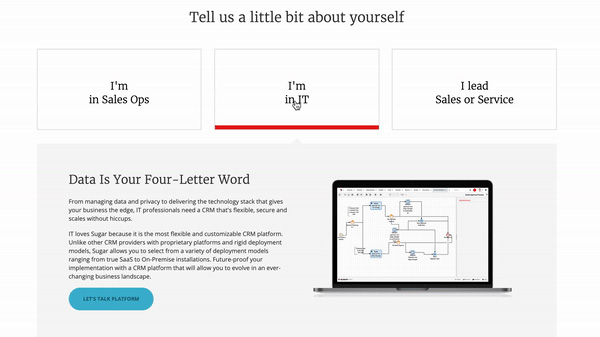 Tell us a little bit about yourself
I'm
in Sales Ops
I'm
in IT
I lead
Sales or Service
Data Is Your Four-Letter Word
From managing data and privacy to delivering the technology stack that gives
your business the edge, IT professionals need a CRM that's flexible, secure and
scales without hiccups.
IT loves Sugar because it is the most flexible and customizable CRM platform.
Unlike other CRM providers with proprietary platforms and rigid deployment
models, Sugar allows you to select from a variety of deployment models
ranging from true SaaS to On-Premise installations. Future-proof your
implementation with a CRM platform that will allow you to evolve in an ever-
changing business landscape.
LET'S TALK PLATFORM